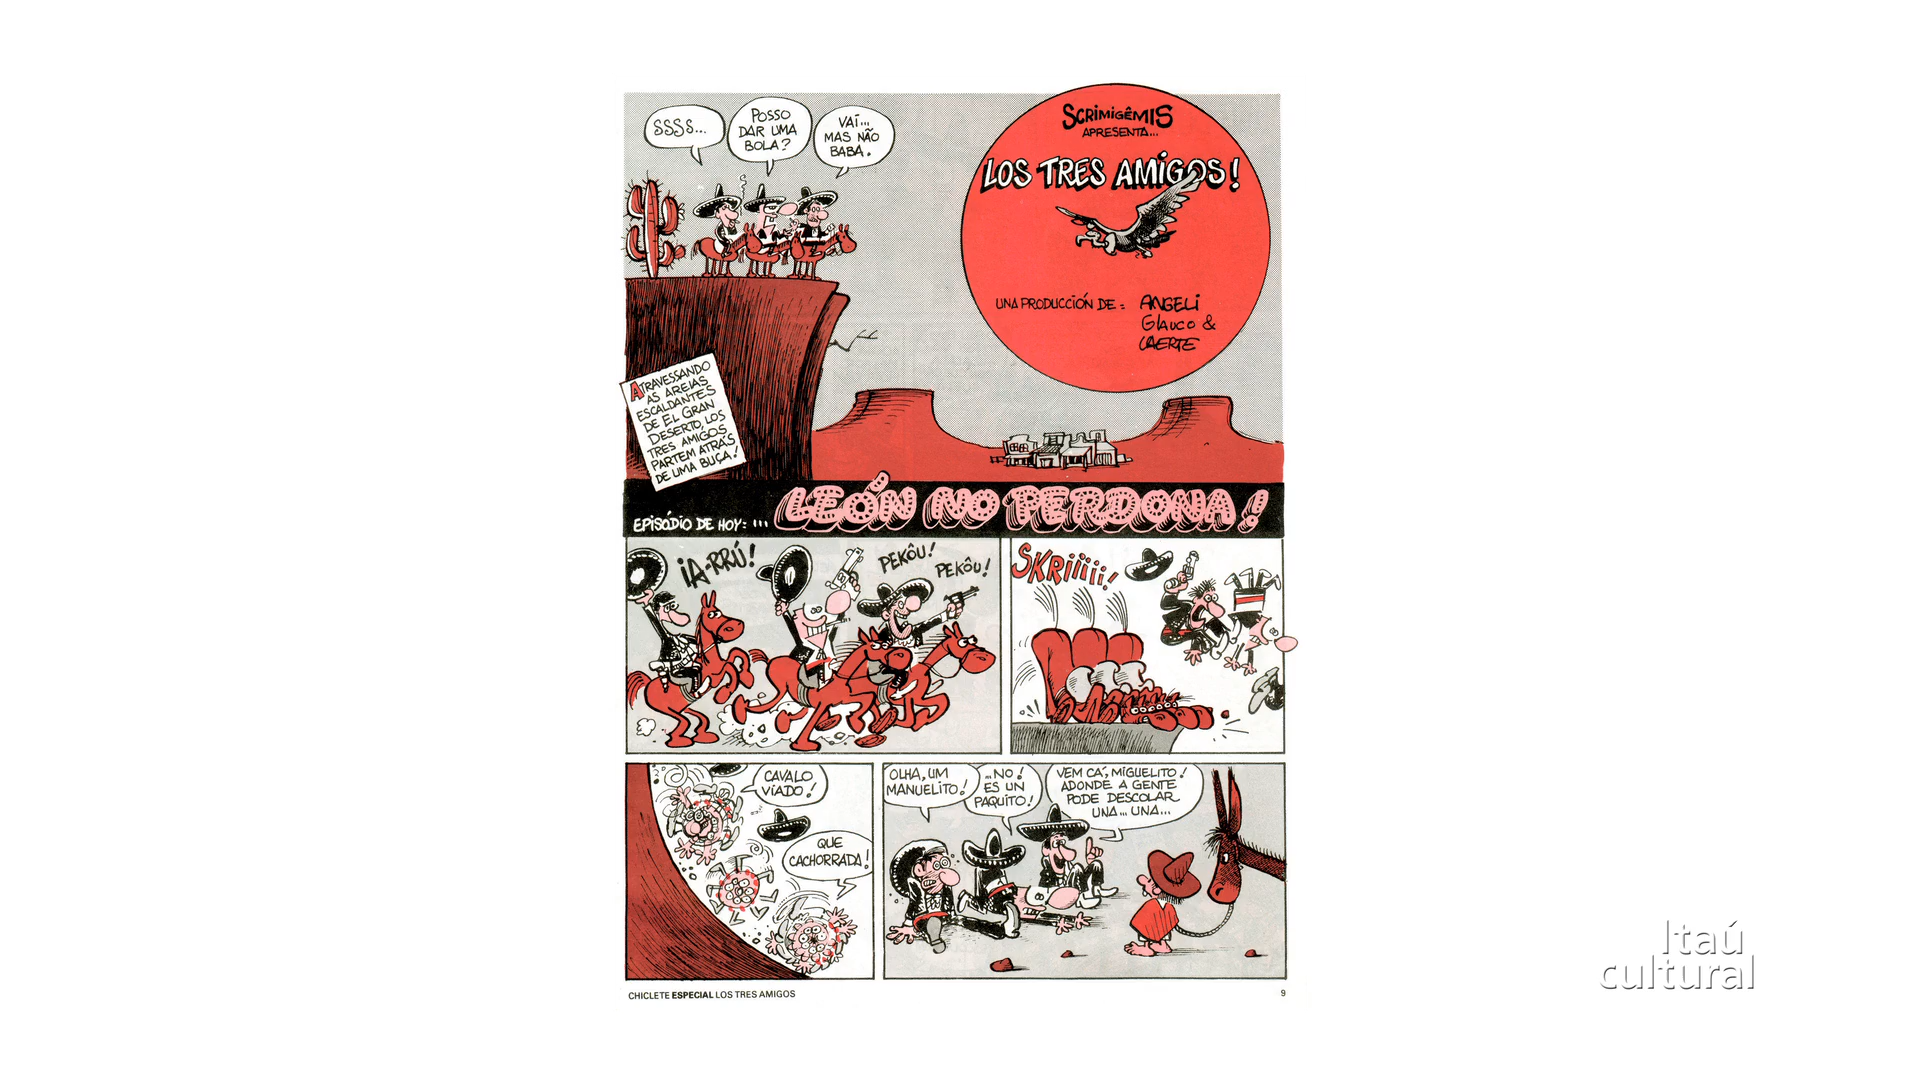 SSSS...
POSSO
DAR UMA
BOLA?
VAI...
MAS NÃO
BABA.
SCRIMIGÊMIS
APRESENTA...
LOS TRES AMIGOS!
UNA PRODUCCIÓN DE:
ANGELI
GLAUCO &
LAERTE
ATRAVESSANDO
AS AREIAS
ESCALDANTES
DE EL GRAN
DESERTO, LOS
TRES AMIGOS
PARTEM ATRÁS
DE UMA BUÇA!
EPISÓDIO DE HOY: ...
LEÓN NO PERDONA!
IA-RRÚ!
PEKÔU!
PEKÔU!
SKRIIIII!
CAVALO
VIADO!
QUE
CACHORRADA!
OLHA, UM
MANUELITO!
...NO!
ES UN
PAQUITO!
VEM CÁ, MIGUELITO!
ADONDE A GENTE
PODE DESCOLAR
UNA... UNA...
CHICLETE ESPECIAL LOS TRES AMIGOS
9
Itaú
cultural